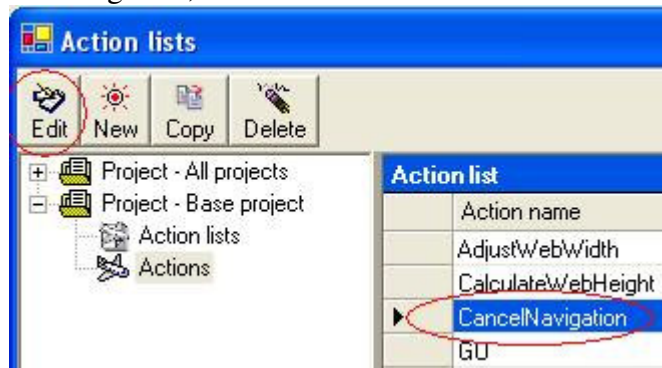 Action lists
Edit New Copy Delete
Project - All projects
Project - Base project
Action lists
Actions
Action list
Action name
AdjustWebWidth
CalculateWebHeight
CancelNavigation